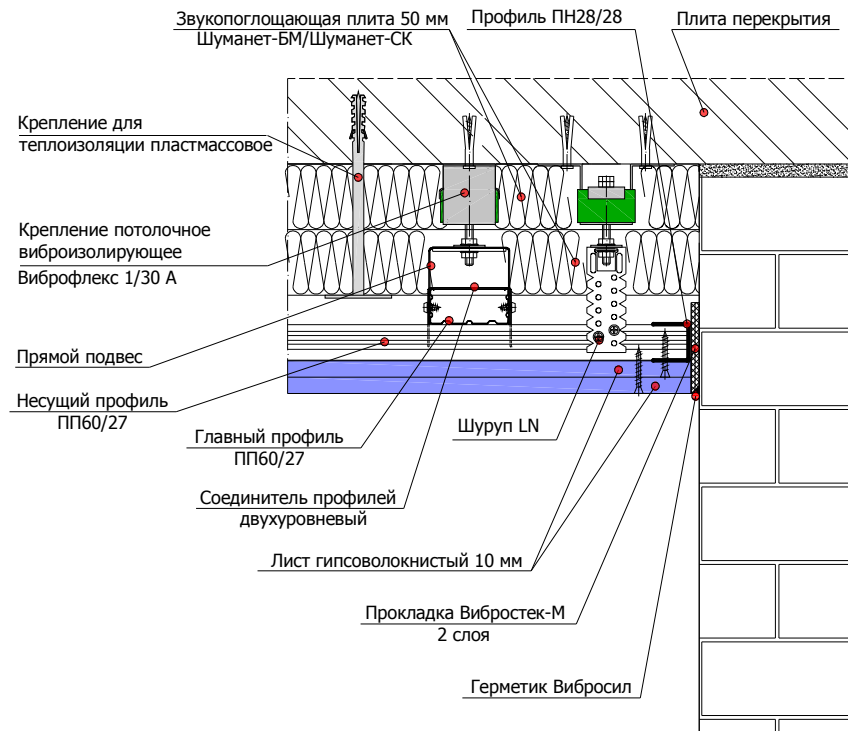 Звукопоглощающая плита 50 мм
Шуманет-БМ/Шуманет-СК
Профиль ПН28/28
Плита перекрытия
Крепление для
теплоизоляции пластмассовое
Крепление потолочное
виброизолирующее
Виброфлекс 1/30 А
Прямой подвес
Несущий профиль
ПП60/27
Главный профиль
ПП60/27
Шуруп LN
Соединитель профилей
двухуровневый
Лист гипсоволокнистый 10 мм
Прокладка Вибростек-М
2 слоя
Герметик Вибросил